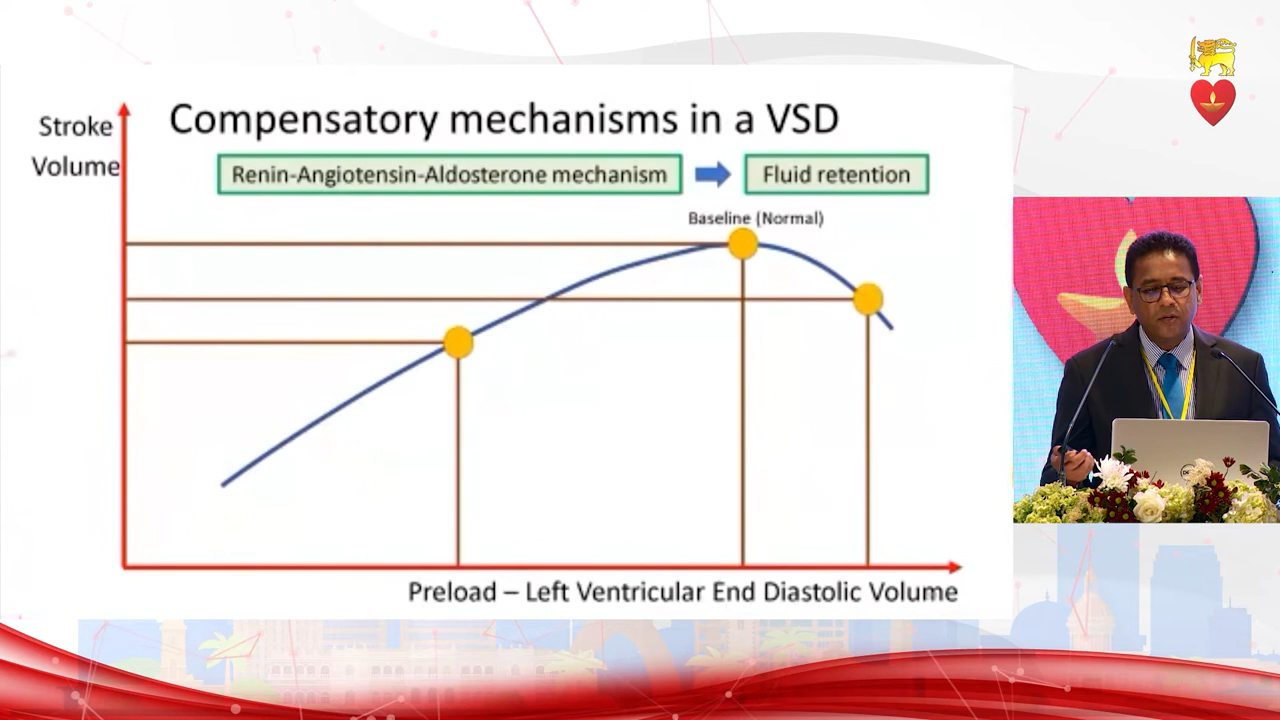 Compensatory mechanisms in a VSD
Stroke
Volume
Renin-Angiotensin-Aldosterone mechanism
Fluid retention
Baseline (Normal)
Preload – Left Ventricular End Diastolic Volume